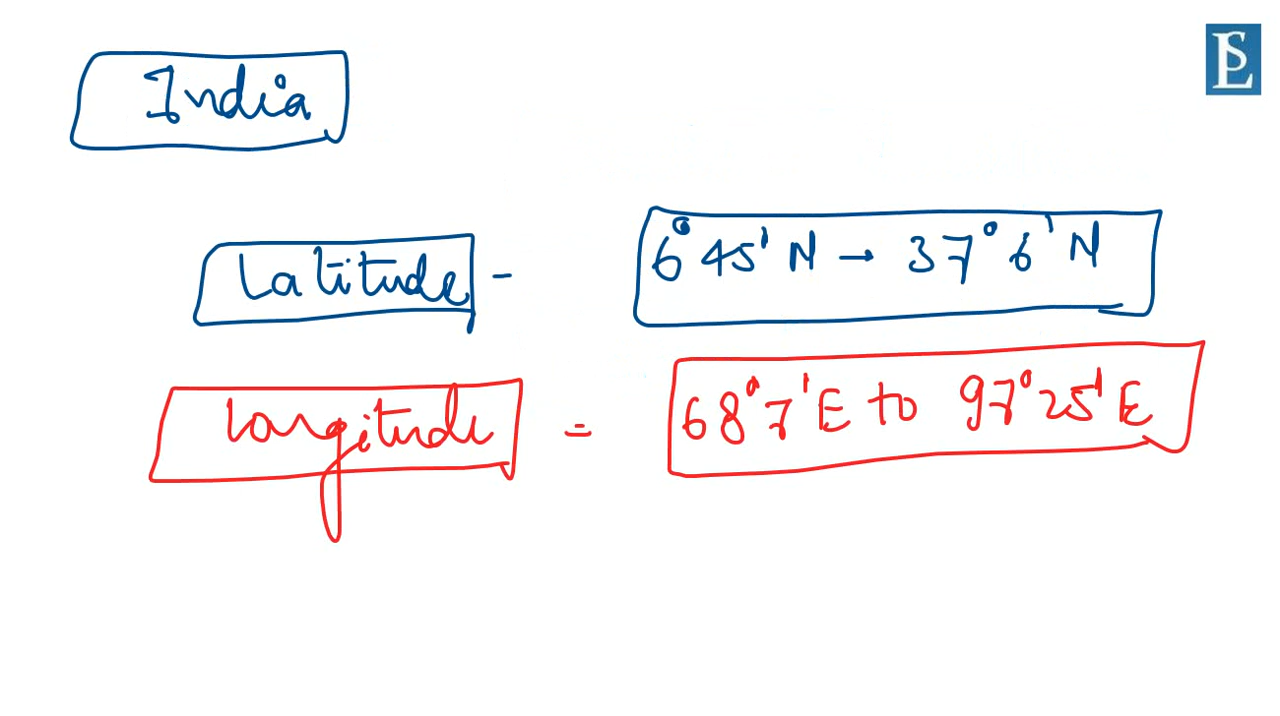 India
Latitude - 6°45'N → 37°6'N
Longitude = 68°7'E to 97°25'E